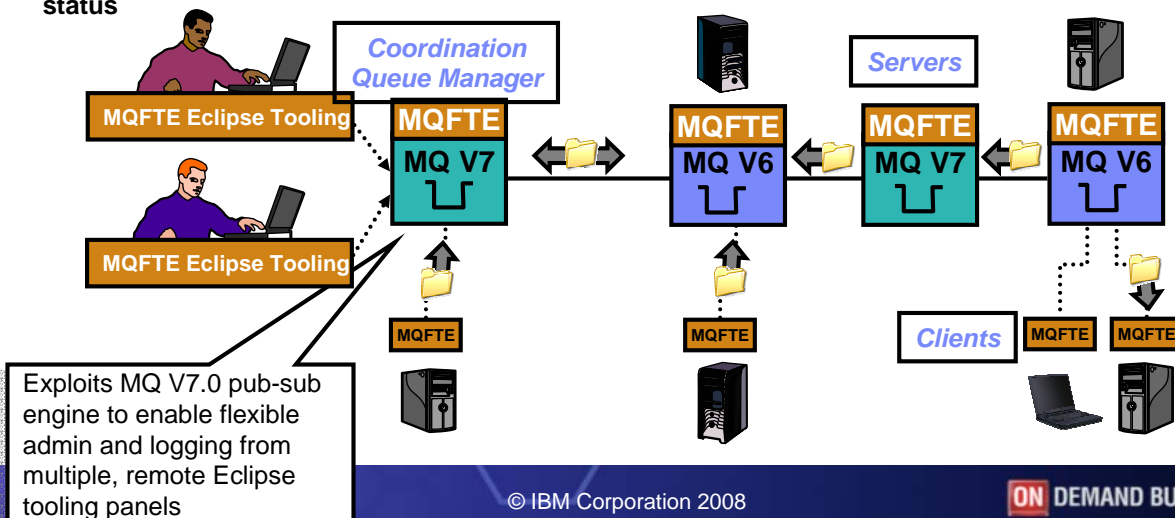 status
Coordination
Queue Manager
Servers
MQFTE Eclipse Tooling
MQFTE
MQ V7
MQFTE
MQ V6
MQFTE
MQ V7
MQFTE
MQ V6
MQFTE Eclipse Tooling
MQFTE
MQFTE
Clients
MQFTE
MQFTE
Exploits MQ V7.0 pub-sub
engine to enable flexible
admin and logging from
multiple, remote Eclipse
tooling panels
© IBM Corporation 2008
ON DEMAND BU